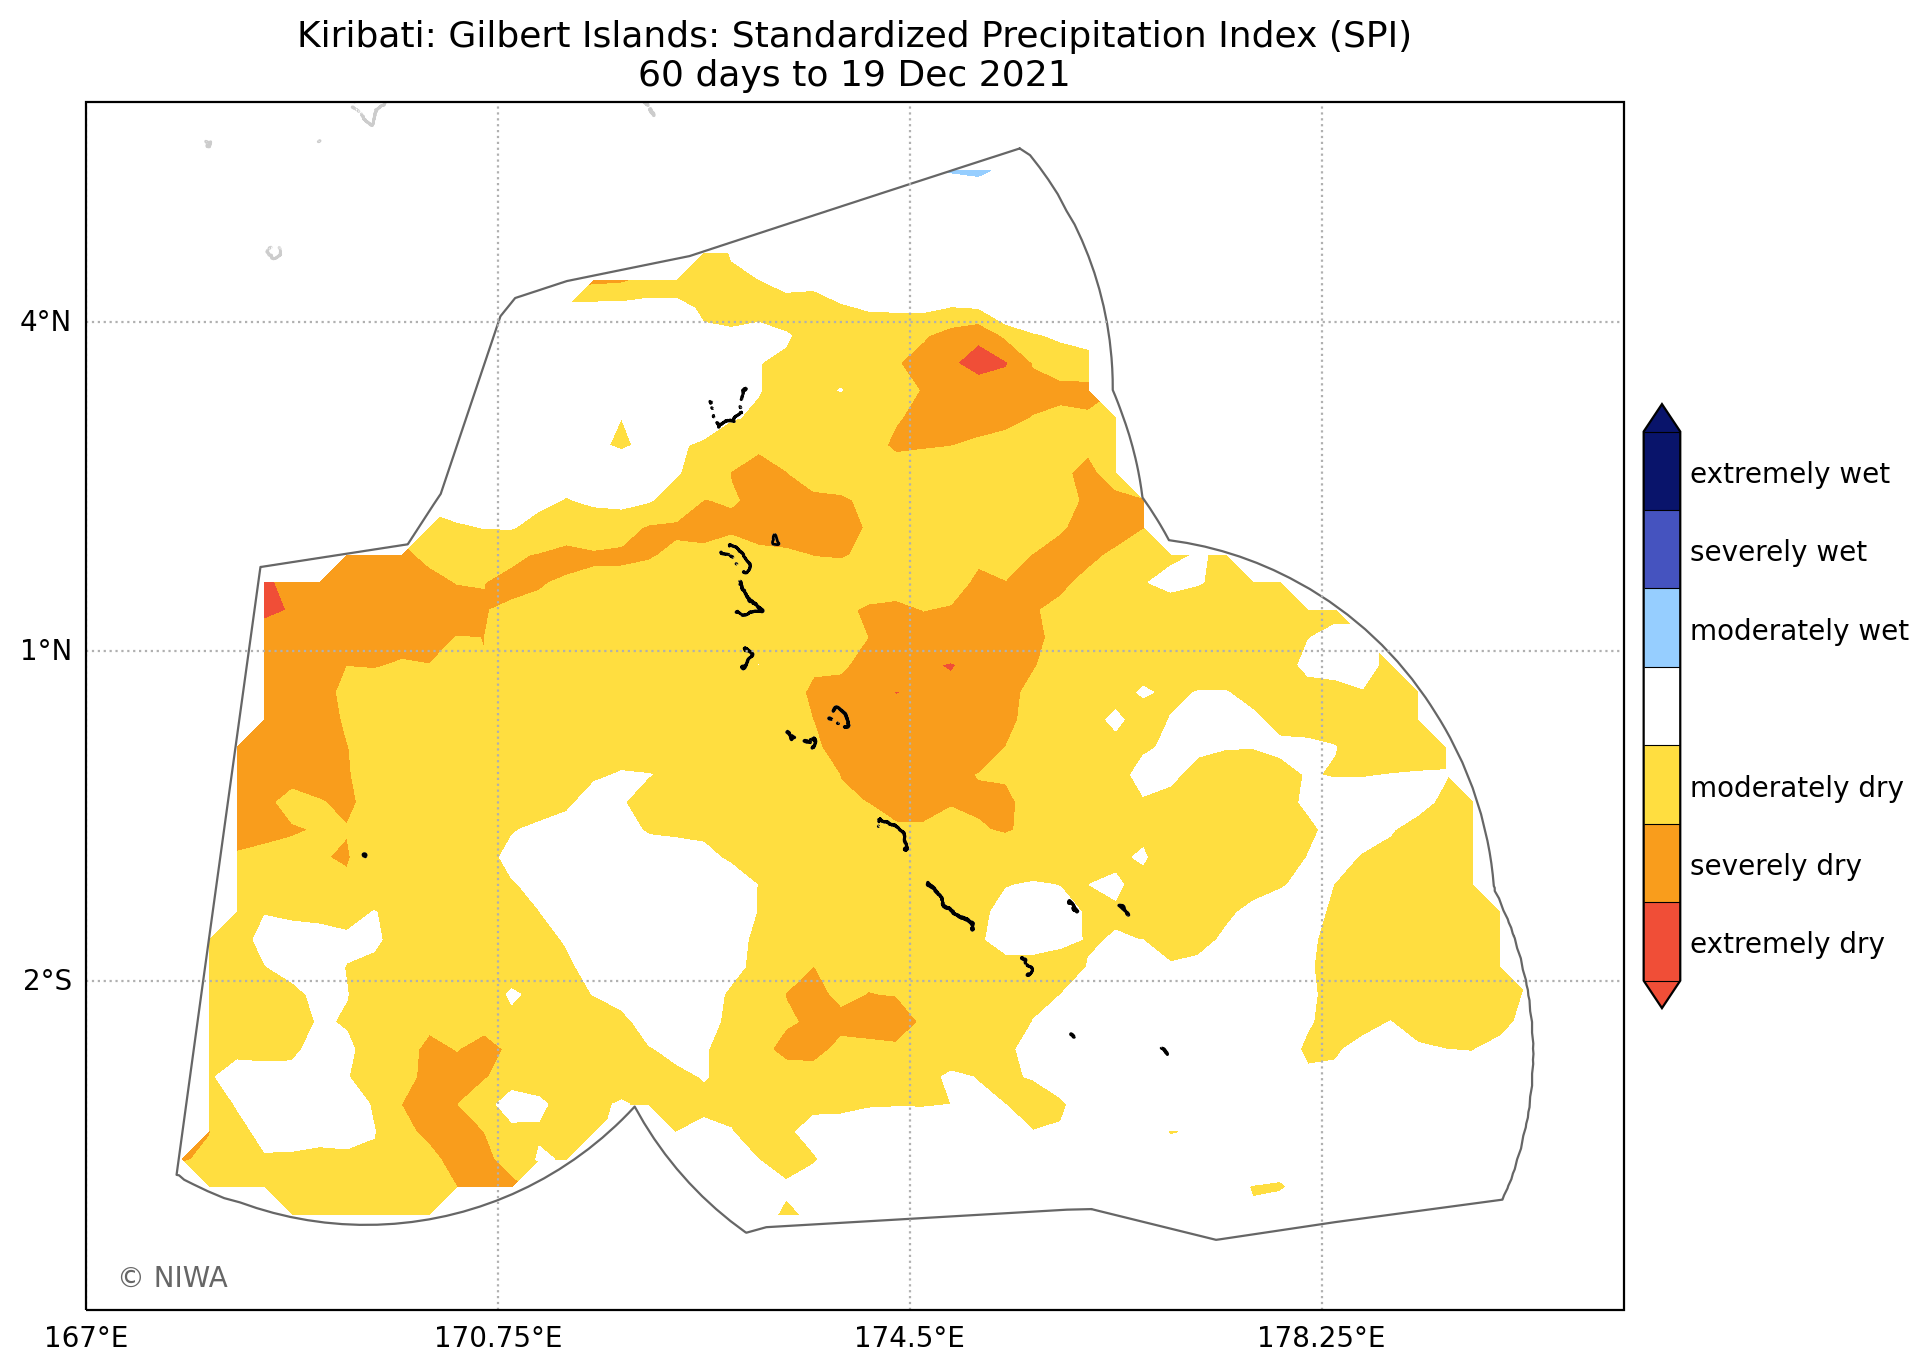 Kiribati: Gilbert Islands: Standardized Precipitation Index (SPI)
60 days to 19 Dec 2021
4°N
1°N
2°S
167°E
170.75°E
174.5°E
178.25°E
extremely wet
severely wet
moderately wet
moderately dry
severely dry
extremely dry
© NIWA